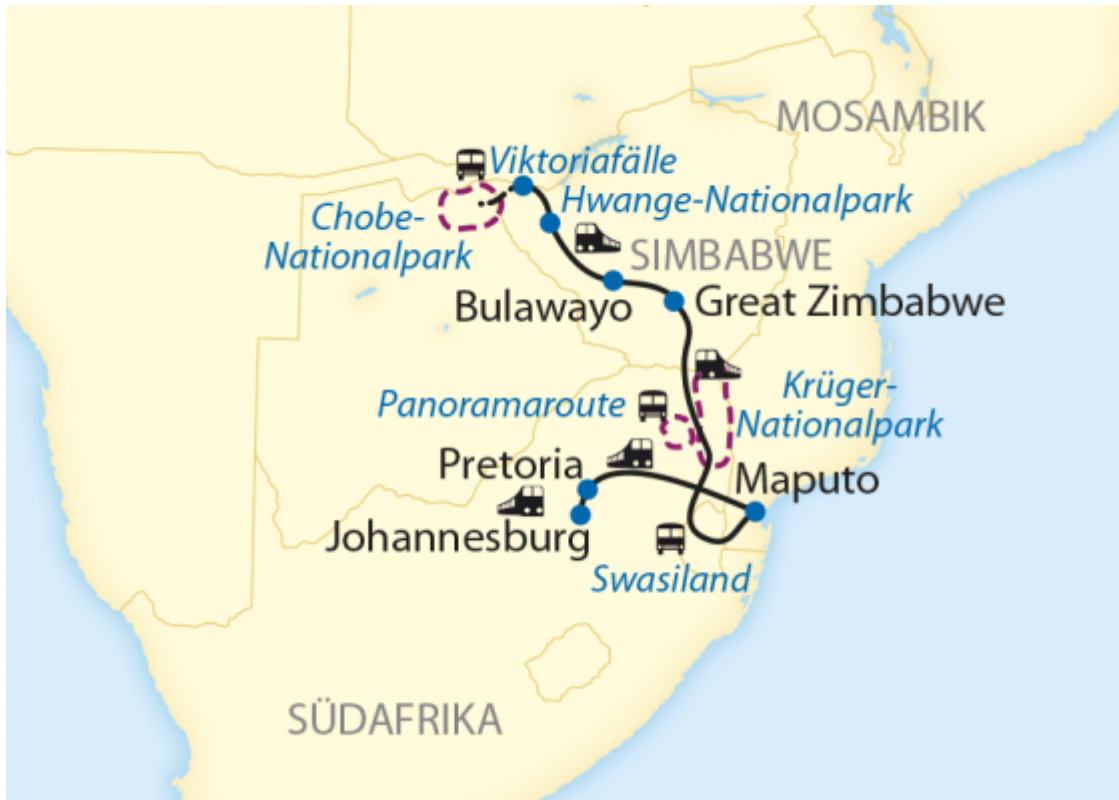 MOSAMBIK
Viktoriafälle
Hwange-Nationalpark
Chobe-
Nationalpark
SIMBABWE
Bulawayo
Great Zimbabwe
Krüger-
Nationalpark
Panoramaroute
Pretoria
Maputo
Johannesburg
Swasiland
SÜDAFRIKA